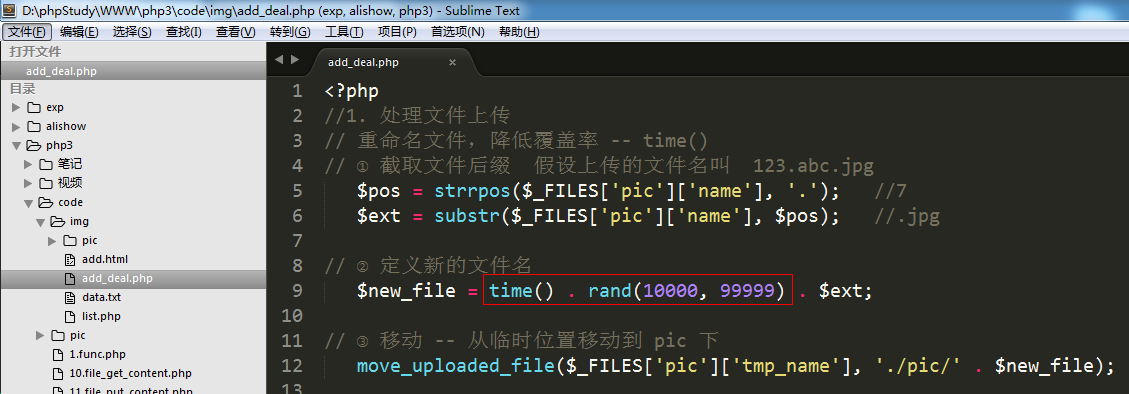 D:\phpStudy\WWW\php3\code\img\add_deal.php (exp, alishow, php3) - Sublime Text
文件(F) 编辑(E) 选择(S) 查找(I) 查看(V) 转到(G) 工具(T) 项目(P) 首选项(N) 帮助(H)
打开文件
add_deal.php
目录
exp
alishow
php3
笔记
视频
code
img
pic
add.html
add_deal.php
data.txt
list.php
pic
1.func.php
10.file_get_content.php
11.file_put_content.php
add_deal.php ×
1 <?php
2 //1. 处理文件上传
3 // 重命名文件，降低覆盖率 -- time()
4 // ① 截取文件后缀 假设上传的文件名叫 123.abc.jpg
5 $pos = strrpos($_FILES['pic']['name'], '.'); //7
6 $ext = substr($_FILES['pic']['name'], $pos); //.jpg
7
8 // ② 定义新的文件名
9 $new_file = time() . rand(10000, 99999) . $ext;
10
11 // ③ 移动 -- 从临时位置移动到 pic 下
12 move_uploaded_file($_FILES['pic']['tmp_name'], './pic/' . $new_file);
13